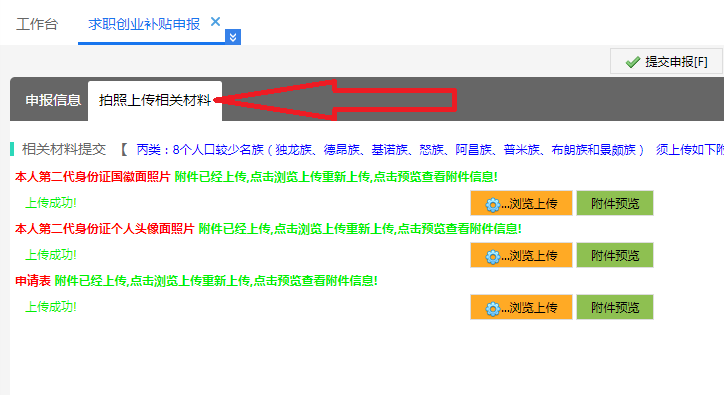 工作台 求职创业补贴申报
提交申报[F]
申报信息 拍照上传相关材料
相关材料提交 【 丙类：8个人口较少名族（独龙族、德昂族、基诺族、怒族、阿昌族、普米族、布朗族和景颇族） 须上传如下附
本人第二代身份证国徽面照片 附件已经上传,点击浏览上传重新上传,点击预览查看附件信息!
上传成功! ...浏览上传 附件预览
本人第二代身份证个人头像面照片 附件已经上传,点击浏览上传重新上传,点击预览查看附件信息!
上传成功! ...浏览上传 附件预览
申请表 附件已经上传,点击浏览上传重新上传,点击预览查看附件信息!
上传成功! ...浏览上传 附件预览